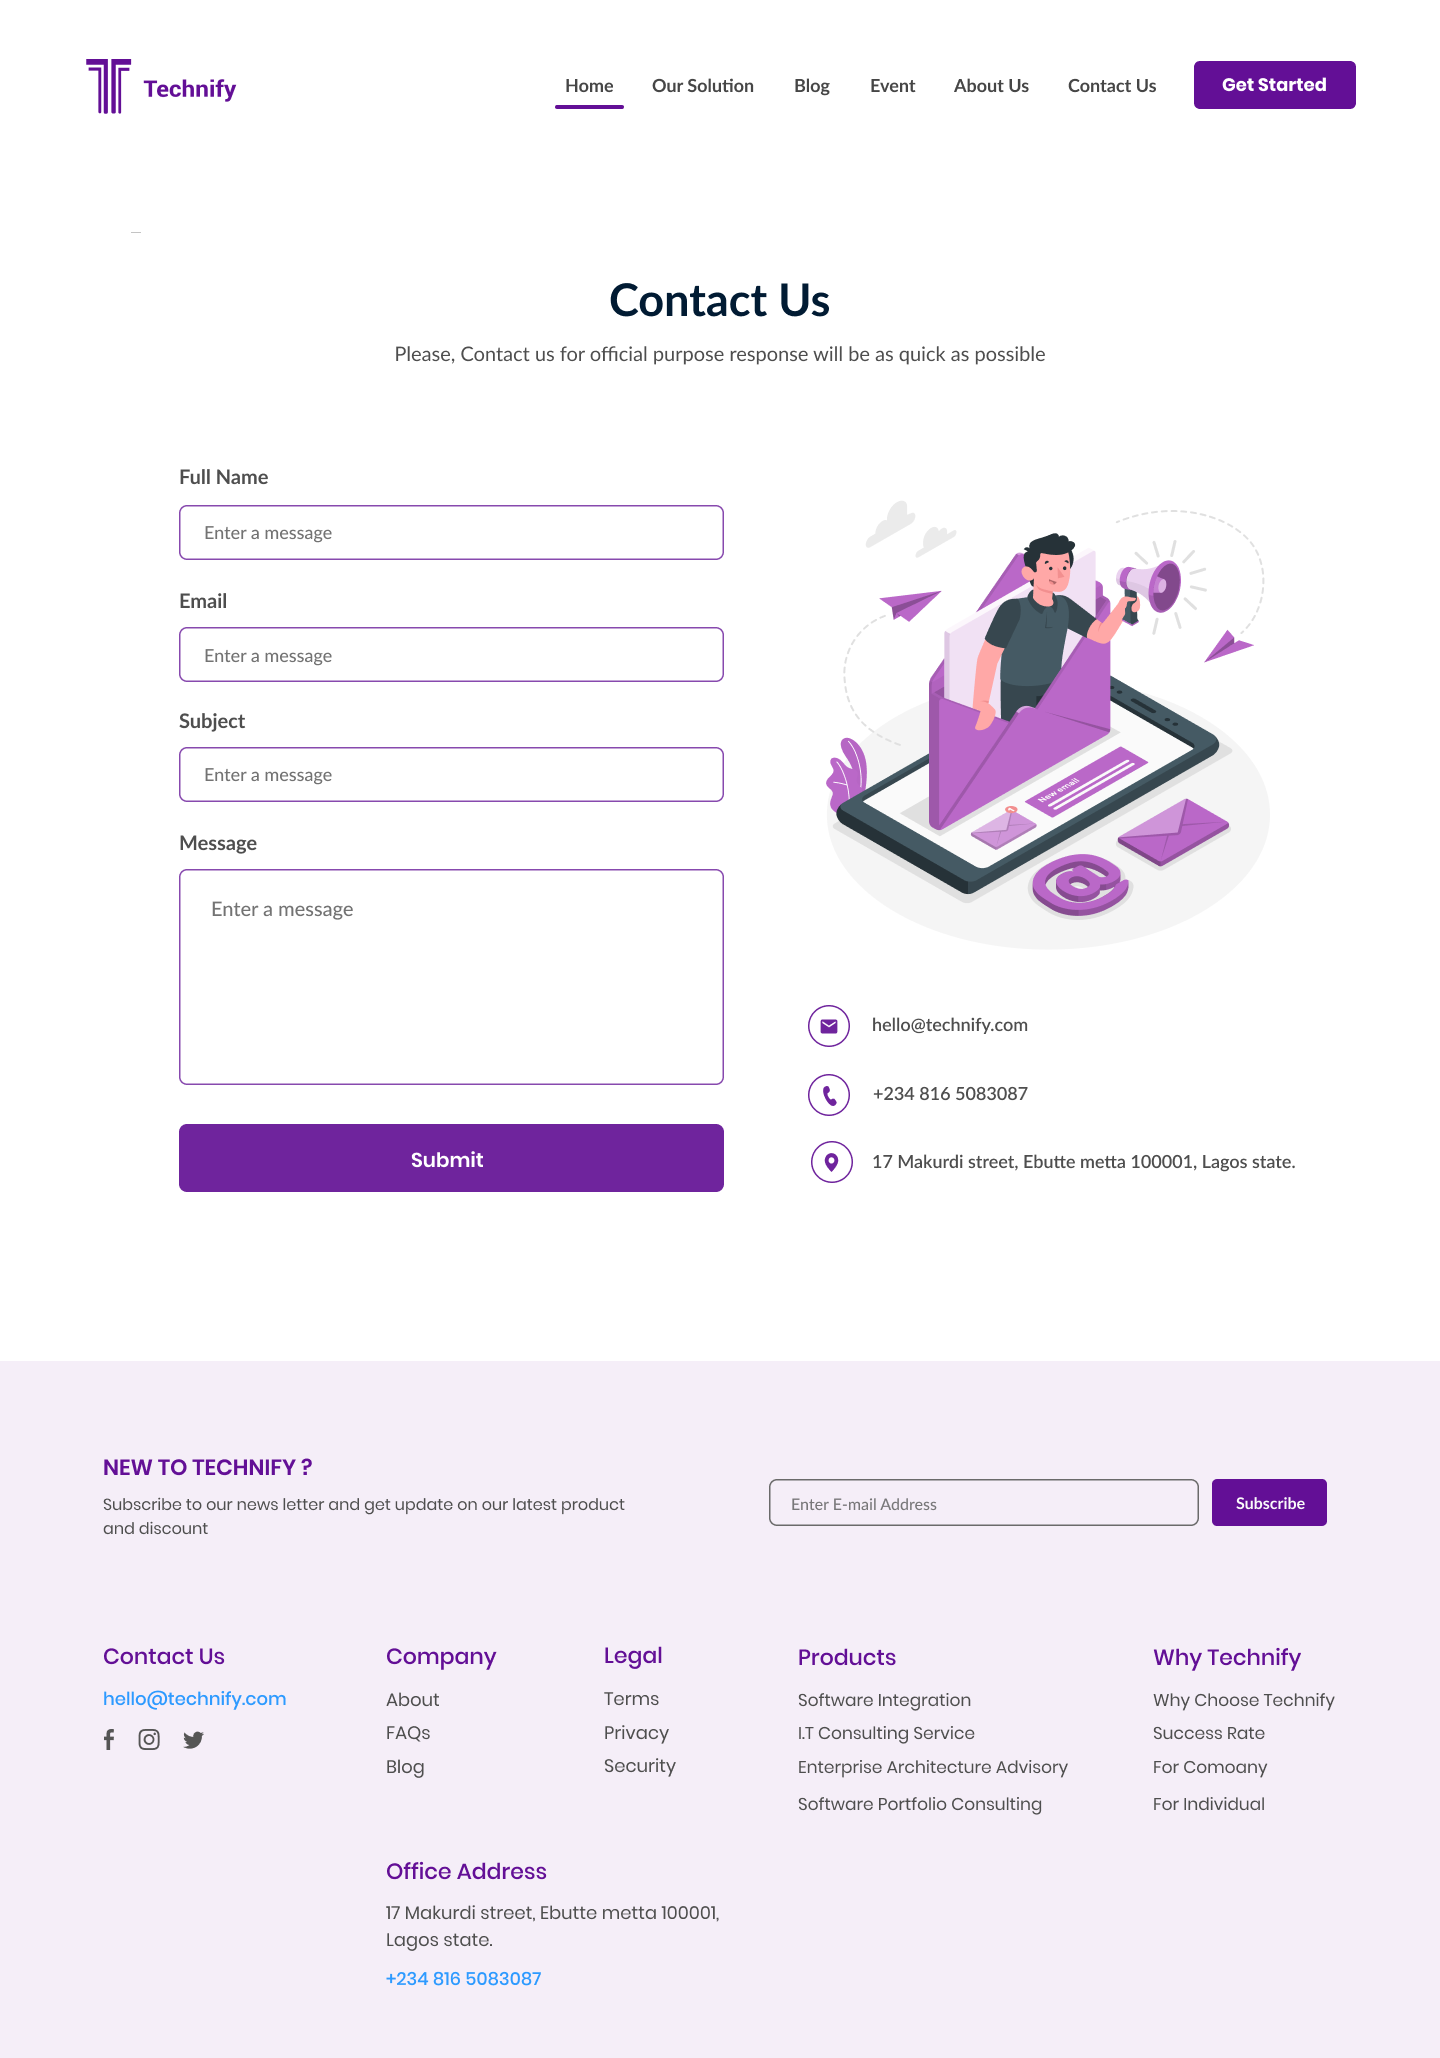 Technify
Home
Our Solution
Blog
Event
About Us
Contact Us
Get Started
Contact Us
Please, Contact us for official purpose response will be as quick as possible
Full Name
Enter a message
Email
Enter a message
Subject
Enter a message
Message
Enter a message
Submit
New email
@
hello@technify.com
+234 816 5083087
17 Makurdi street, Ebutte metta 100001, Lagos state.
NEW TO TECHNIFY ?
Subscribe to our news letter and get update on our latest product
and discount
Enter E-mail Address
Subscribe
Contact Us
hello@technify.com
Company
About
FAQs
Blog
Legal
Terms
Privacy
Security
Products
Software Integration
I.T Consulting Service
Enterprise Architecture Advisory
Software Portfolio Consulting
Why Technify
Why Choose Technify
Success Rate
For Comoany
For Individual
Office Address
17 Makurdi street, Ebutte metta 100001,
Lagos state.
+234 816 5083087